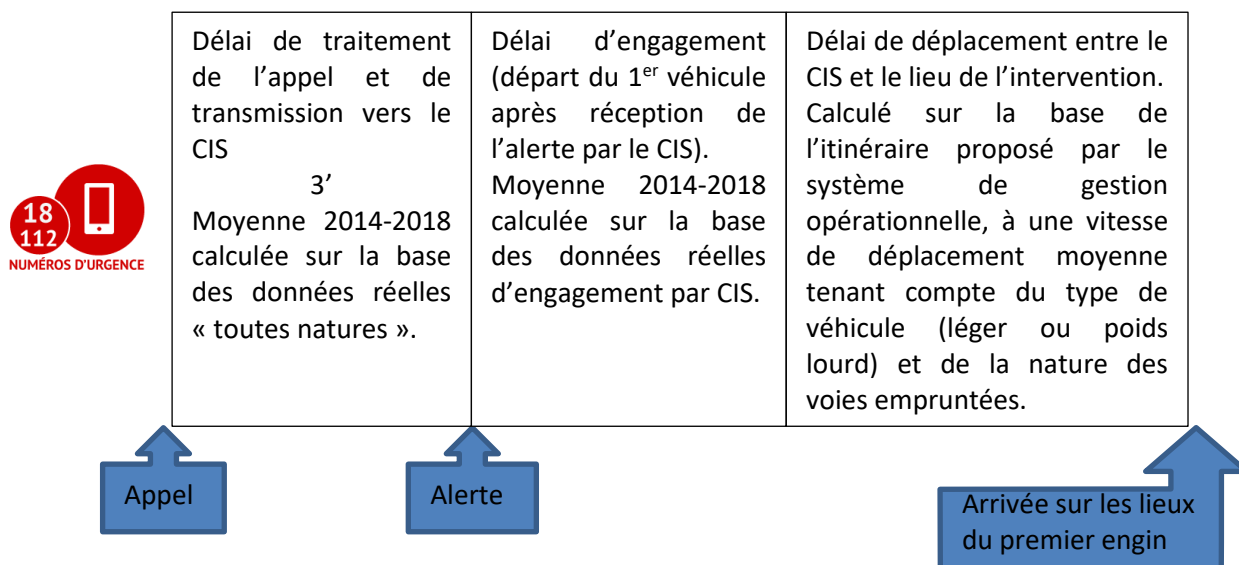 18
112
NUMÉROS D'URGENCE
Délai de traitement
de l'appel et de
transmission vers le
CIS
3'
Moyenne 2014-2018
calculée sur la base
des données réelles
« toutes natures ».
Délai d'engagement
(départ du 1er véhicule
après réception de
l'alerte par le CIS).
Moyenne 2014-2018
calculée sur la base
des données réelles
d'engagement par CIS.
Délai de déplacement entre le
CIS et le lieu de l'intervention.
Calculé sur la base de
l'itinéraire proposé par le
système de gestion
opérationnelle, à une vitesse
de déplacement moyenne
tenant compte du type de
véhicule (léger ou poids
lourd) et de la nature des
voies empruntées.
Appel
Alerte
Arrivée sur les lieux
du premier engin